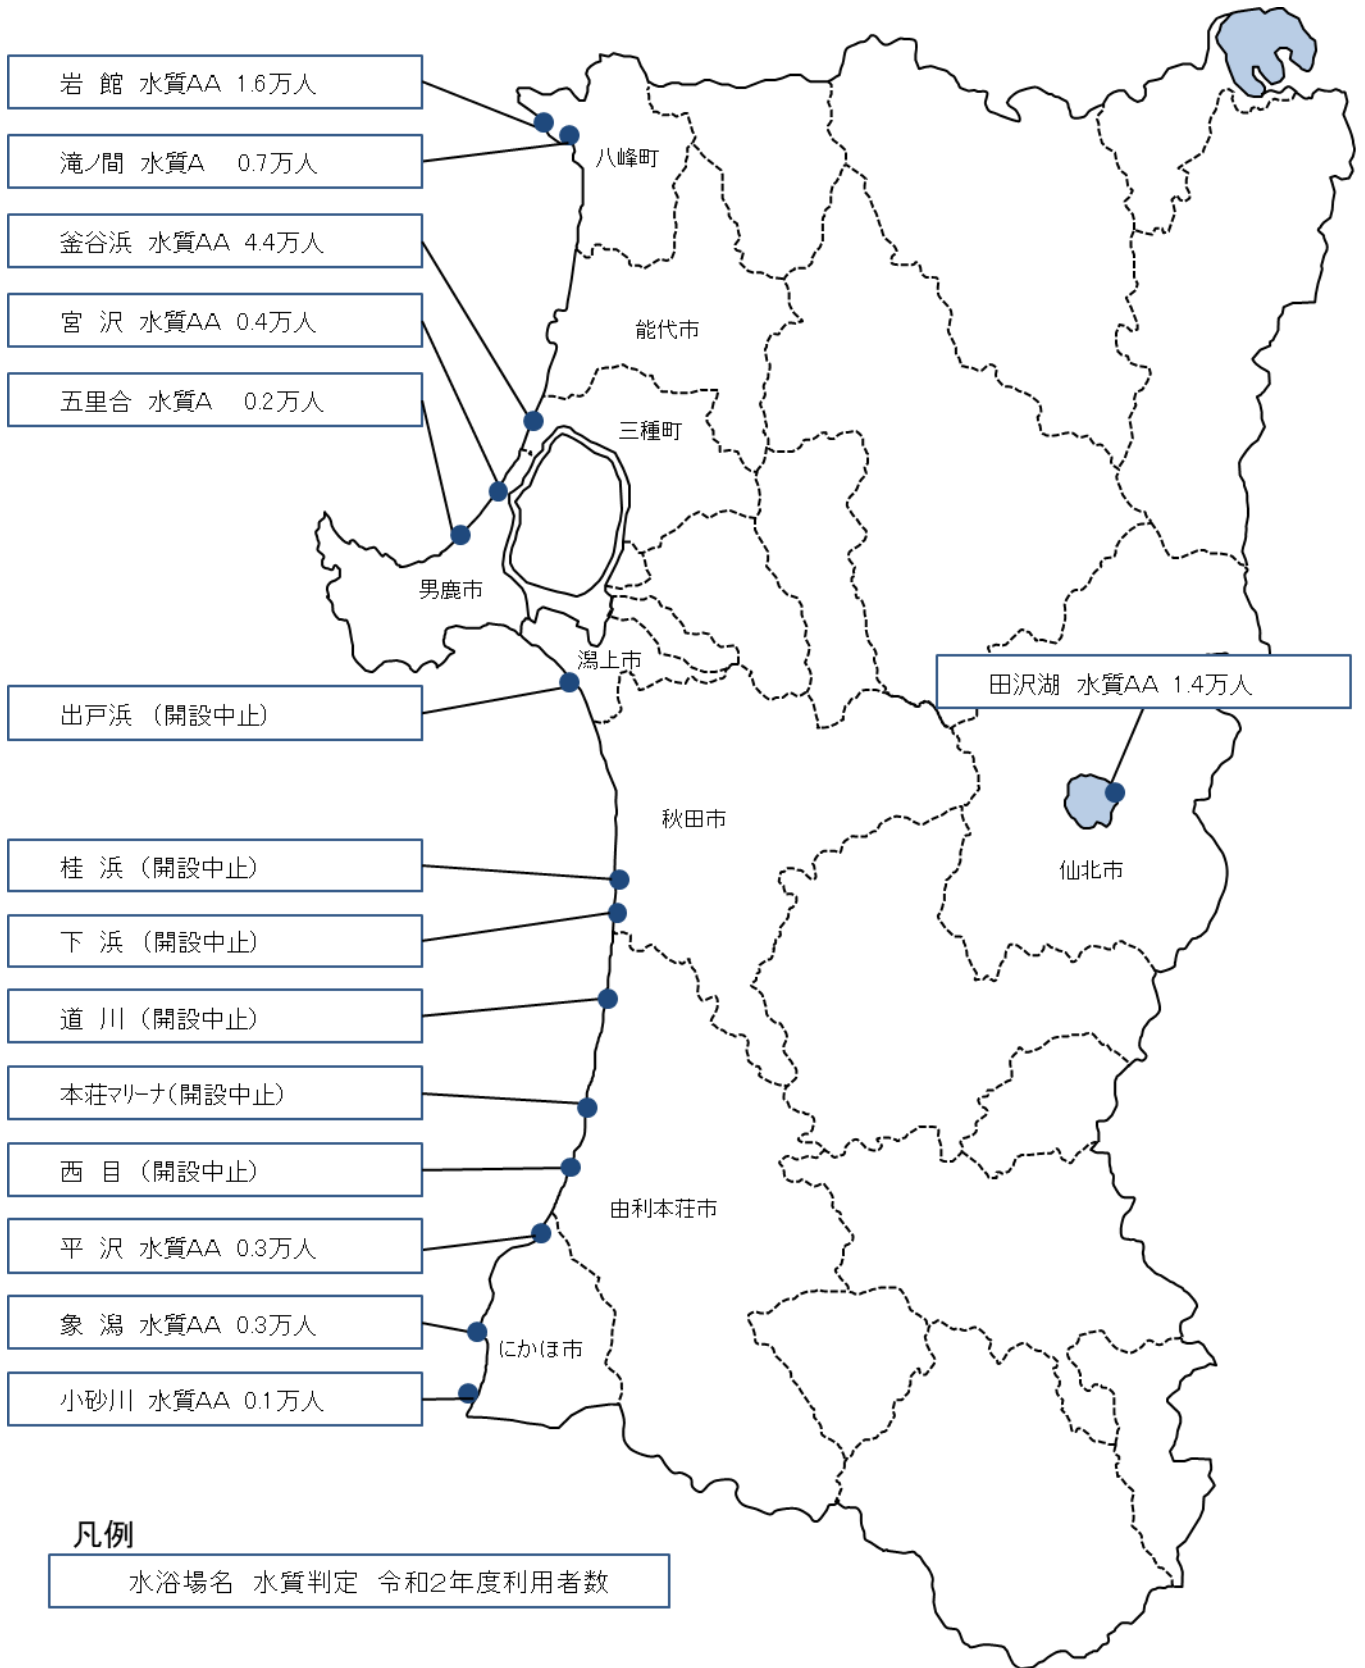 岩 館 水質AA 1.6万人
滝ノ間 水質A 0.7万人
八峰町
釜谷浜 水質AA 4.4万人
宮 沢 水質AA 0.4万人
能代市
五里合 水質A 0.2万人
三種町
男鹿市
潟上市
田沢湖 水質AA 1.4万人
出戸浜 (開設中止)
秋田市
桂 浜 (開設中止)
仙北市
下 浜 (開設中止)
道 川 (開設中止)
本荘マリーナ(開設中止)
西 目 (開設中止)
由利本荘市
平 沢 水質AA 0.3万人
象 潟 水質AA 0.3万人
にかほ市
小砂川 水質AA 0.1万人
凡例
水浴場名 水質判定 令和2年度利用者数